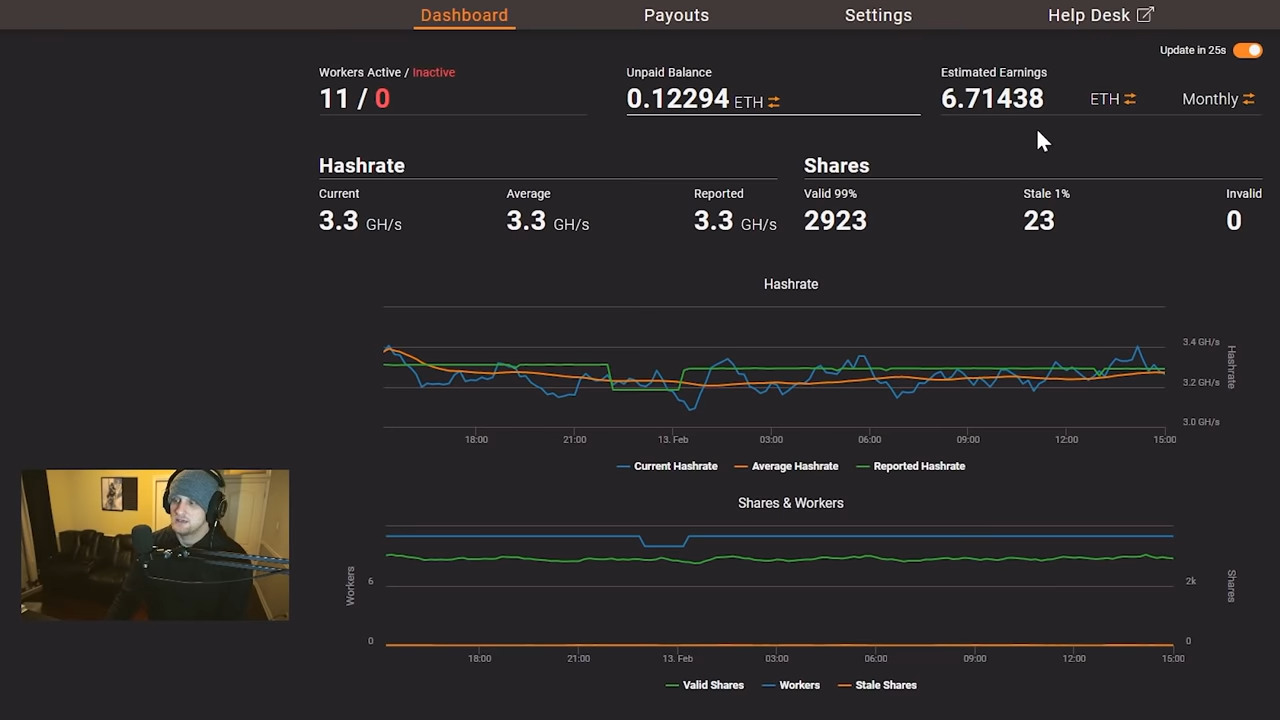 Dashboard Payouts Settings Help Desk
Update in 25s
Workers Active / Inactive Unpaid Balance Estimated Earnings
11 / 0 0.12294 ETH 6.71438 ETH Monthly
Hashrate Shares
Current Average Reported Valid 99% Stale 1% Invalid
3.3 GH/s 3.3 GH/s 3.3 GH/s 2923 23 0
Hashrate
3.4 GH/s
3.2 GH/s
3.0 GH/s
Hashrate
18:00 21:00 13. Feb 03:00 06:00 09:00 12:00 15:00
Current Hashrate Average Hashrate Reported Hashrate
Shares & Workers
Workers
6 2k
0 0
Shares
18:00 21:00 13. Feb 03:00 06:00 09:00 12:00 15:00
Valid Shares Workers Stale Shares